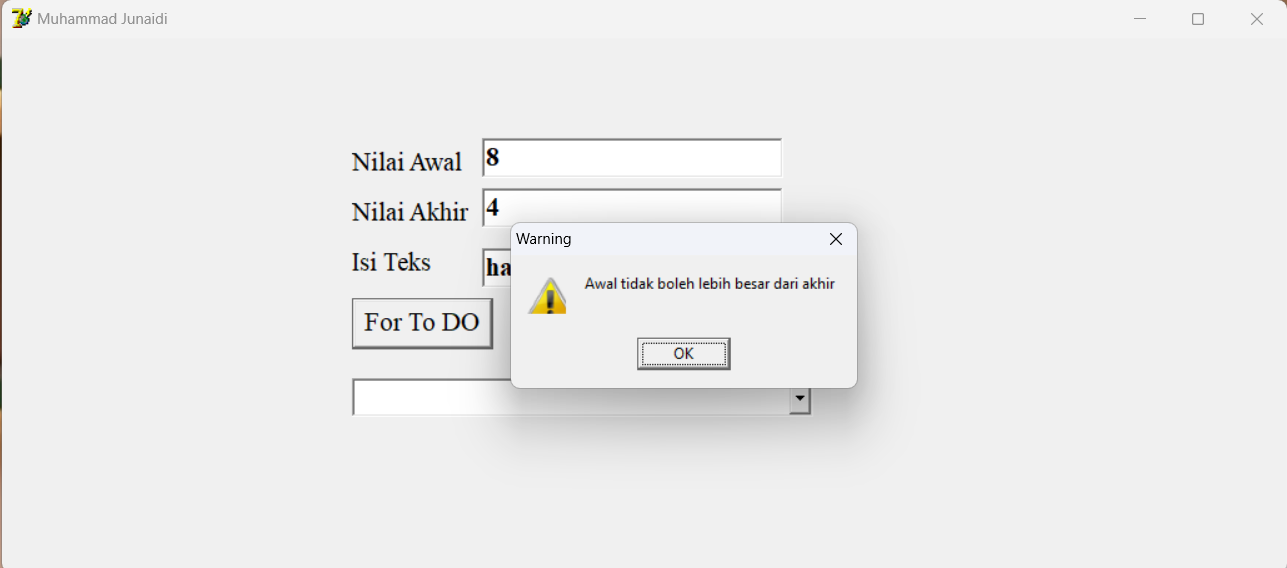 Muhammad Junaidi
Nilai Awal 8
Nilai Akhir 4
Warning
Isi Teks
Awal tidak boleh lebih besar dari akhir
For To DO
OK